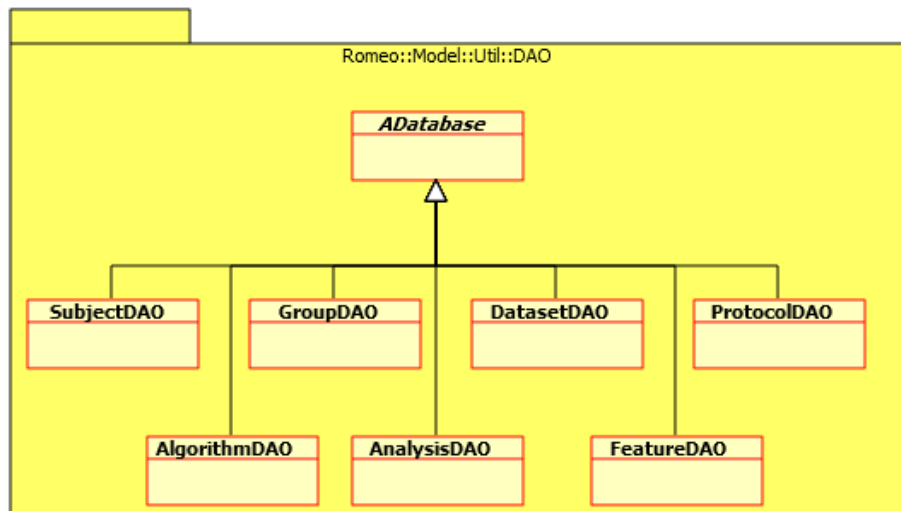 Romeo::Model::Util::DAO
ADatabase
SubjectDAO
GroupDAO
DatasetDAO
ProtocolDAO
AlgorithmDAO
AnalysisDAO
FeatureDAO